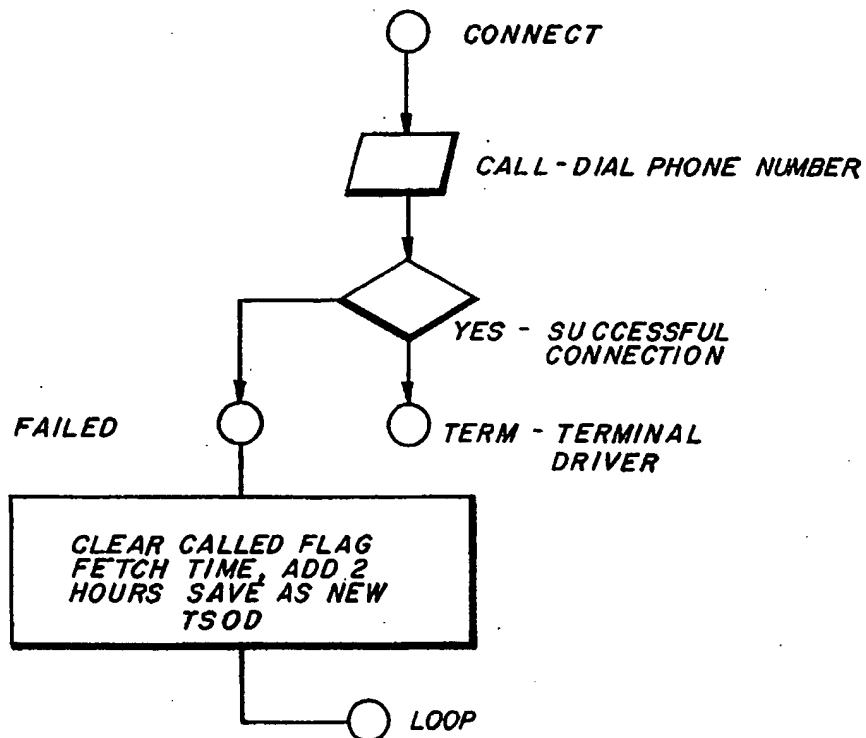 CONNECT
CALL-DIAL PHONE NUMBER
YES - SUCCESSFUL
CONNECTION
FAILED
TERM - TERMINAL
DRIVER
CLEAR CALLED FLAG
FETCH TIME, ADD 2
HOURS SAVE AS NEW
TSOD
LOOP